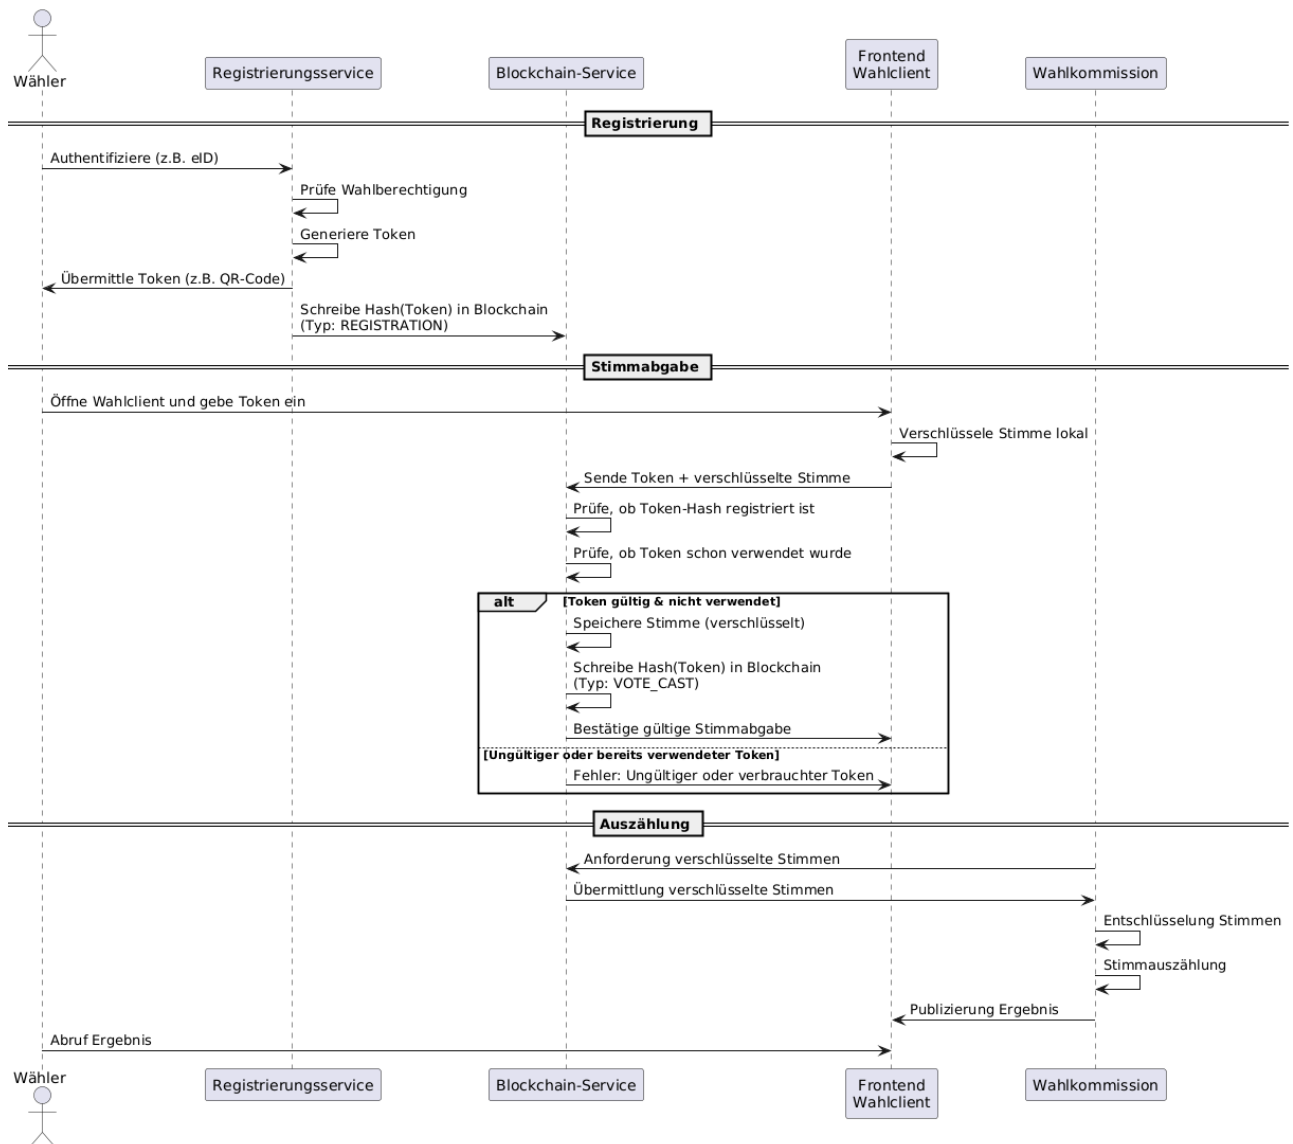 Wähler
Registrierungsservice
Blockchain-Service
Frontend
Wahlclient
Wahlkommission
Registrierung
Authentifiziere (z.B. eID)
Prüfe Wahlberechtigung
Generiere Token
Übermittle Token (z.B. QR-Code)
Schreibe Hash(Token) in Blockchain
(Typ: REGISTRATION)
Stimmabgabe
Öffne Wahlclient und gebe Token ein
Verschlüssele Stimme lokal
Sende Token + verschlüsselte Stimme
Prüfe, ob Token-Hash registriert ist
Prüfe, ob Token schon verwendet wurde
alt [Token gültig & nicht verwendet]
Speichere Stimme (verschlüsselt)
Schreibe Hash(Token) in Blockchain
(Typ: VOTE_CAST)
Bestätige gültige Stimmabgabe
[Ungültiger oder bereits verwendeter Token]
Fehler: Ungültiger oder verbrauchter Token
Auszählung
Anforderung verschlüsselte Stimmen
Übermittlung verschlüsselte Stimmen
Entschlüsselung Stimmen
Stimmauszählung
Publizierung Ergebnis
Abruf Ergebnis
Wähler
Registrierungsservice
Blockchain-Service
Frontend
Wahlclient
Wahlkommission